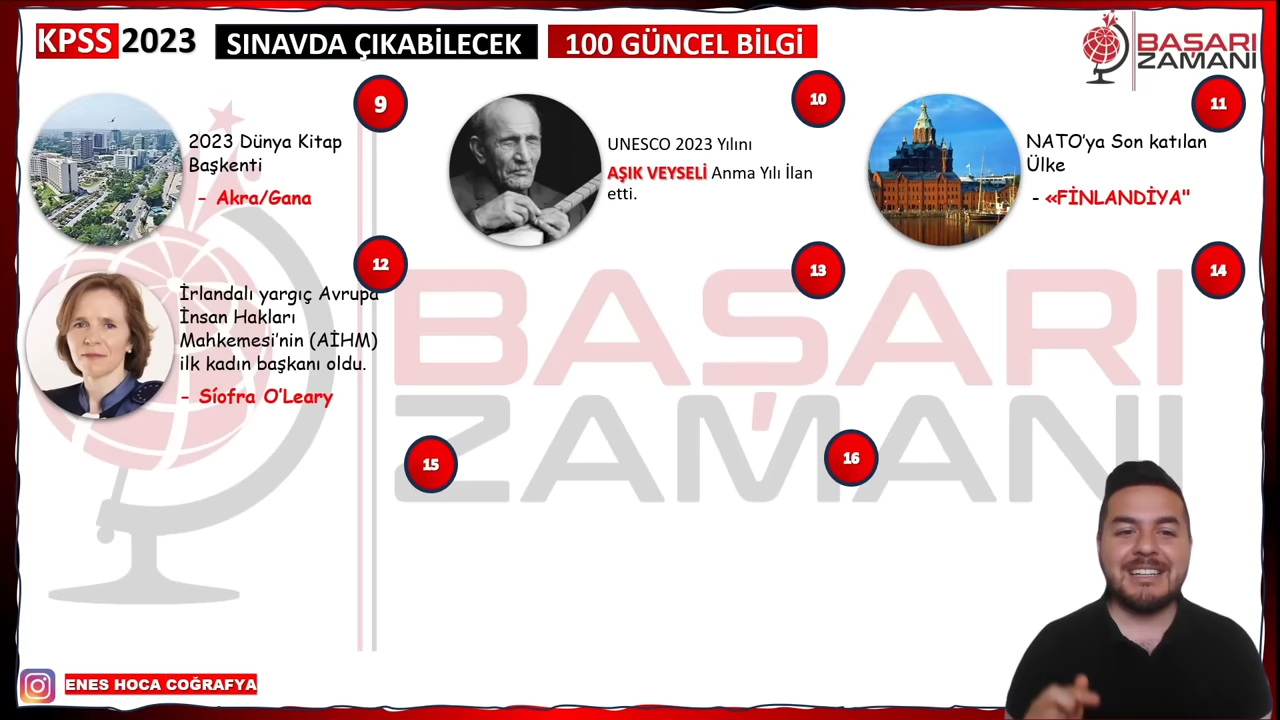 KPSS 2023
SINAVDA ÇIKABİLECEK
100 GÜNCEL BİLGİ
BAŞARI
ZAMANI
9
2023 Dünya Kitap
Başkenti
- Akra/Gana
10
UNESCO 2023 Yılını
AŞIK VEYSELİ Anma Yılı İlan
etti.
11
NATO’ya Son katılan
Ülke
- «FİNLANDİYA"
12
İrlandalı yargıç Avrupa
İnsan Hakları
Mahkemesi’nin (AİHM)
ilk kadın başkanı oldu.
- Síofra O’Leary
13
14
BAŞARI
ZAMANI
15
16
ENES HOCA COĞRAFYA